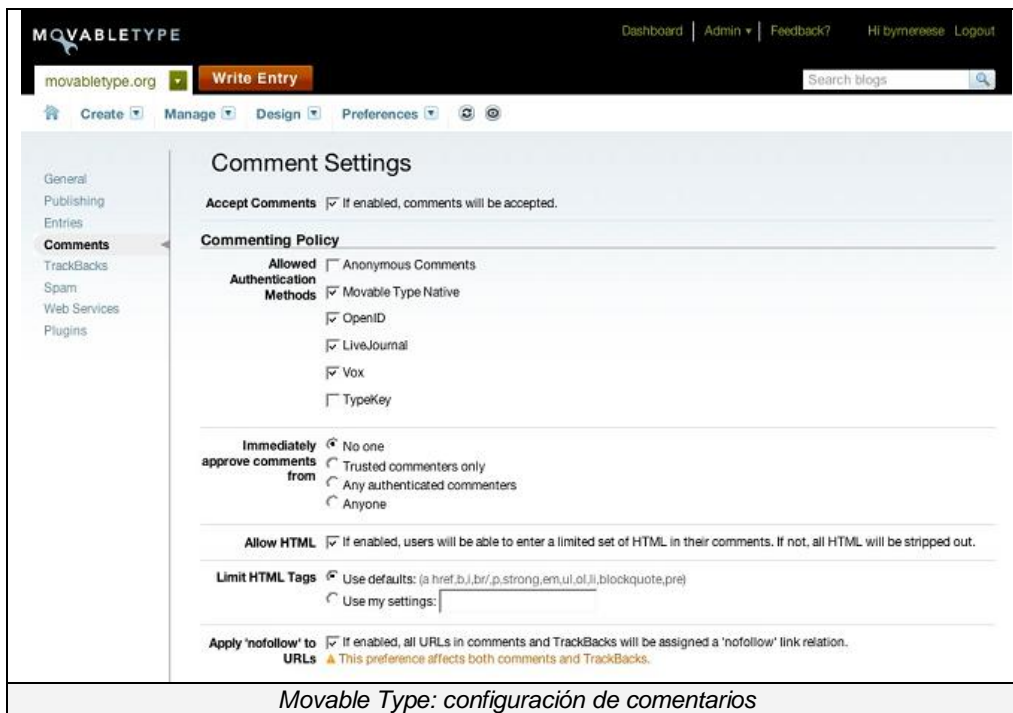 MOVABLETYPE
Dashboard | Admin | Feedback? Hi byrnereese Logout
movabletype.org Write Entry Search blogs
Create Manage Design Preferences
Comment Settings
General
Publishing
Entries
Comments
TrackBacks
Spam
Web Services
Plugins
Accept Comments If enabled, comments will be accepted.
Commenting Policy
Allowed Authentication Methods
Anonymous Comments
Movable Type Native
OpenID
LiveJournal
Vox
TypeKey
Immediately approve comments from
No one
Trusted commenters only
Any authenticated commenters
Anyone
Allow HTML If enabled, users will be able to enter a limited set of HTML in their comments. If not, all HTML will be stripped out.
Limit HTML Tags Use defaults: (a href,b,i,br/,p,strong,em,ul,ol,li,blockquote,pre)
Use my settings:
Apply 'nofollow' to URLs
If enabled, all URLs in comments and TrackBacks will be assigned a 'nofollow' link relation.
This preference affects both comments and TrackBacks.
Movable Type: configuración de comentarios